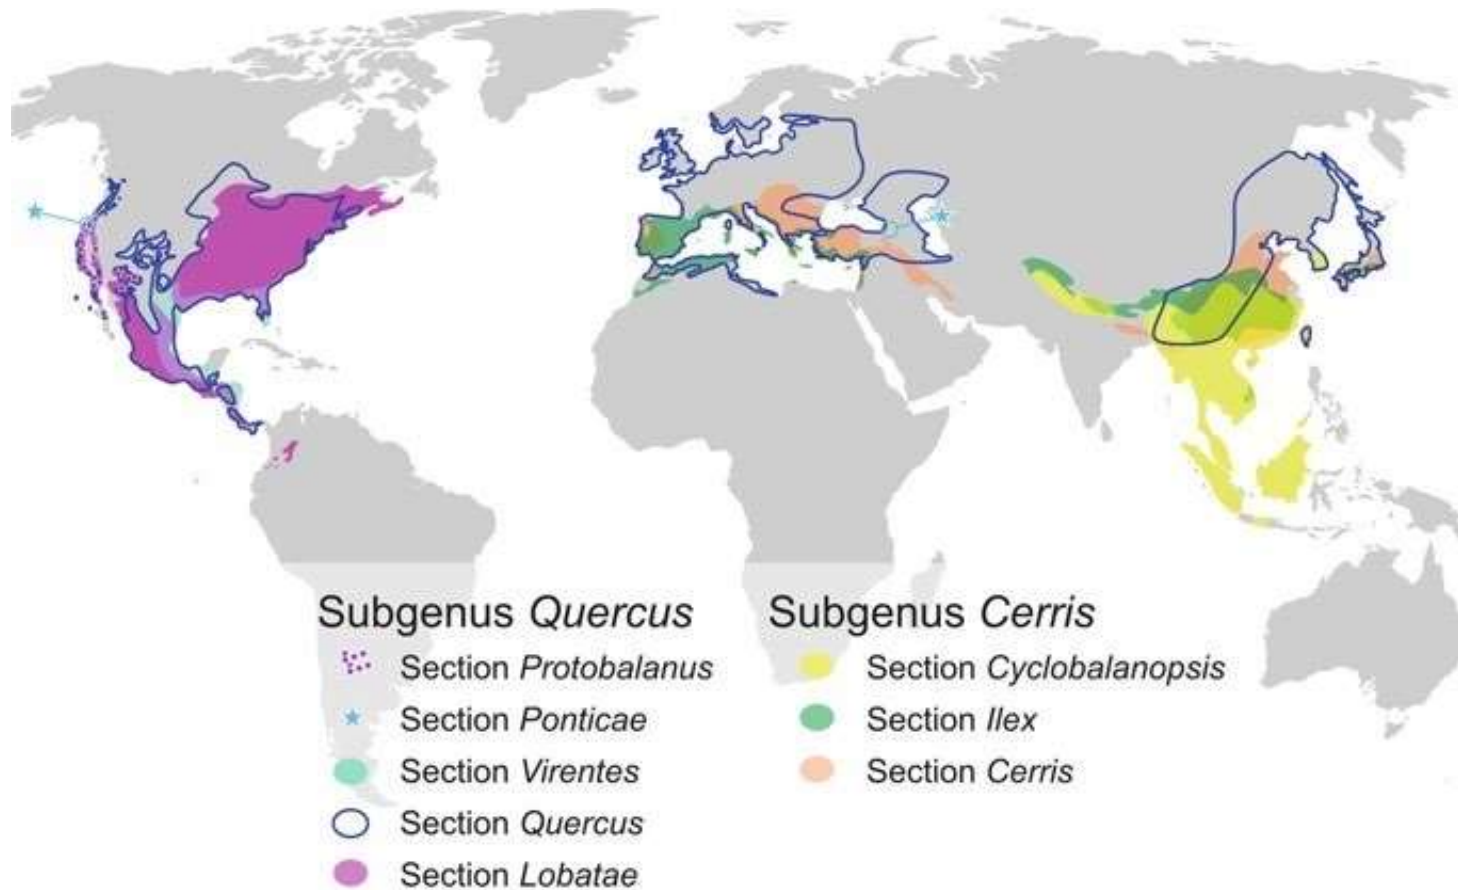 Subgenus Quercus
Section Protobalanus
Section Ponticae
Section Virentes
Section Quercus
Section Lobatae
Subgenus Cerris
Section Cyclobalanopsis
Section Ilex
Section Cerris